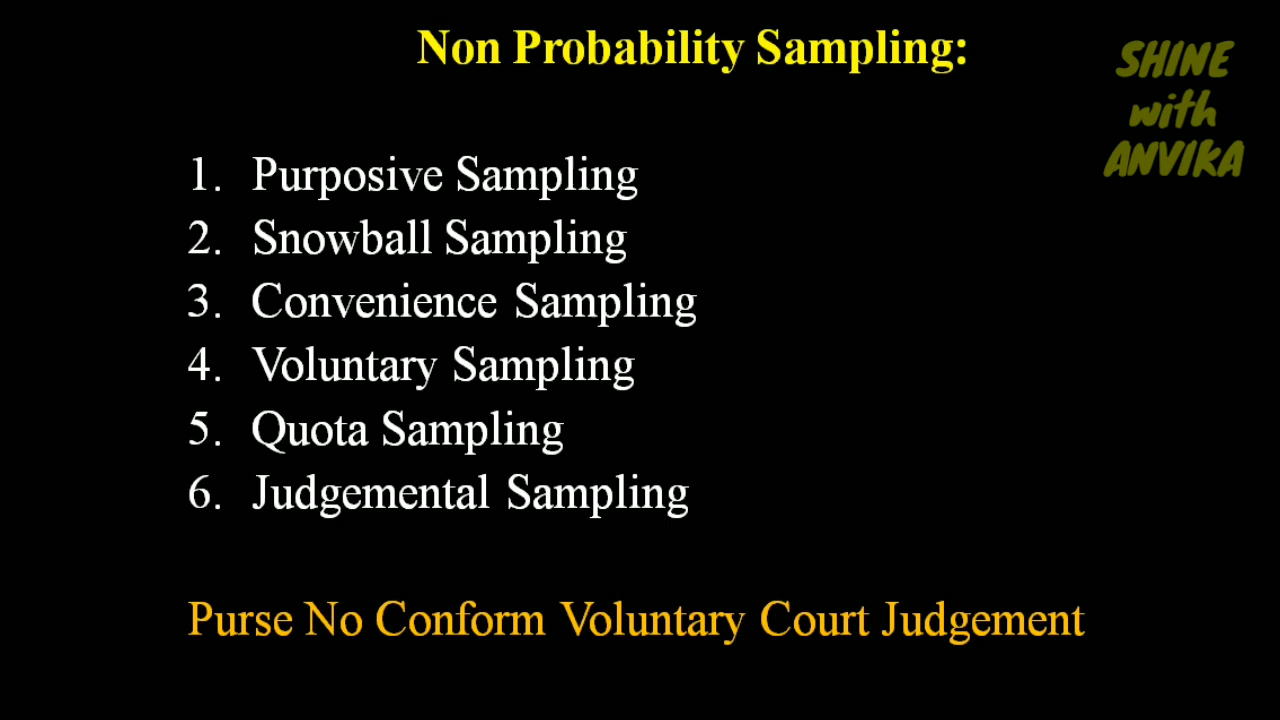 Non Probability Sampling:
SHINE
with
ANVIKA
1. Purposive Sampling
2. Snowball Sampling
3. Convenience Sampling
4. Voluntary Sampling
5. Quota Sampling
6. Judgemental Sampling
Purse No Conform Voluntary Court Judgement